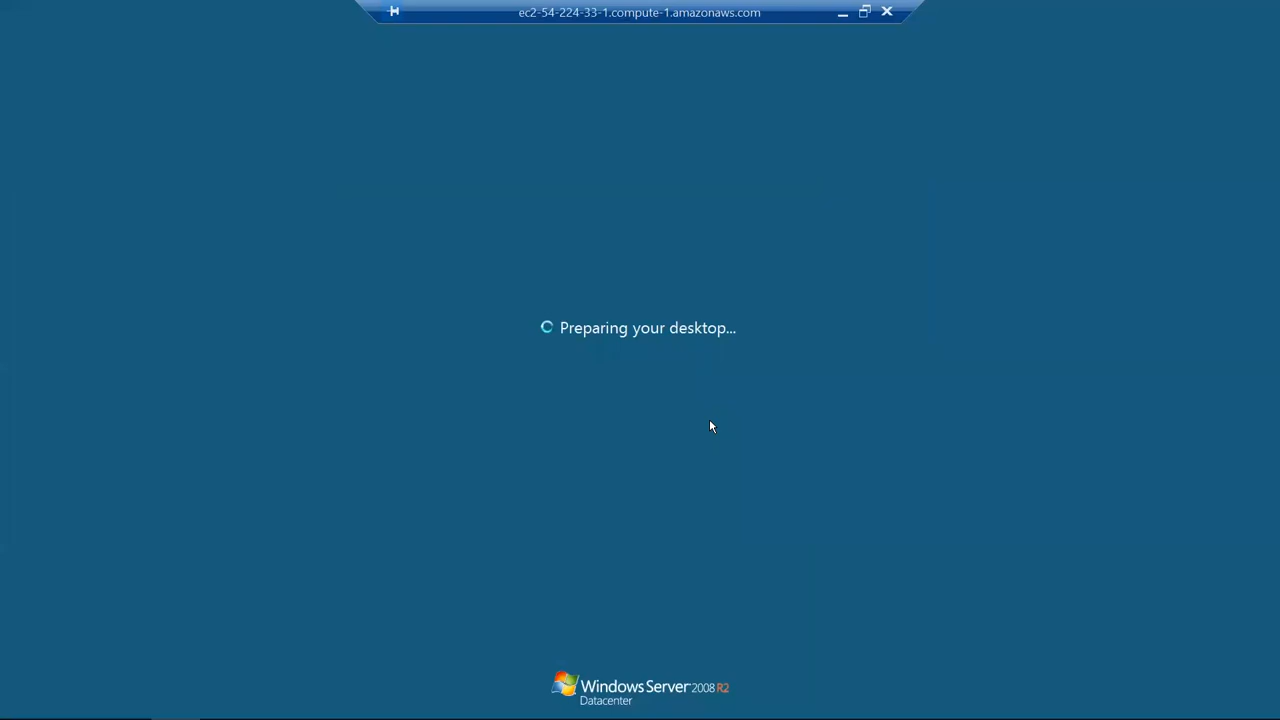 ec2-54-224-33-1.compute-1.amazonaws.com
Preparing your desktop...
Windows Server 2008 R2
Datacenter